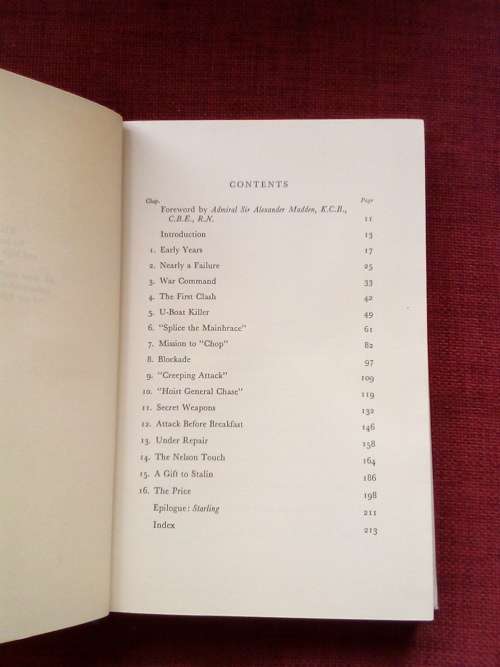 CONTENTS
Chap. Page
Foreword by Admiral Sir Alexander Madden, K.C.B.,
C.B.E., R.N. 11
Introduction 13
1. Early Years 17
2. Nearly a Failure 25
3. War Command 33
4. The First Clash 42
5. U-Boat Killer 49
6. "Splice the Mainbrace" 61
7. Mission to "Chop" 82
8. Blockade 97
9. "Creeping Attack" 109
10. "Hoist General Chase" 119
11. Secret Weapons 132
12. Attack Before Breakfast 146
13. Under Repair 158
14. The Nelson Touch 164
15. A Gift to Stalin 186
16. The Price 198
Epilogue: Starling 211
Index 213